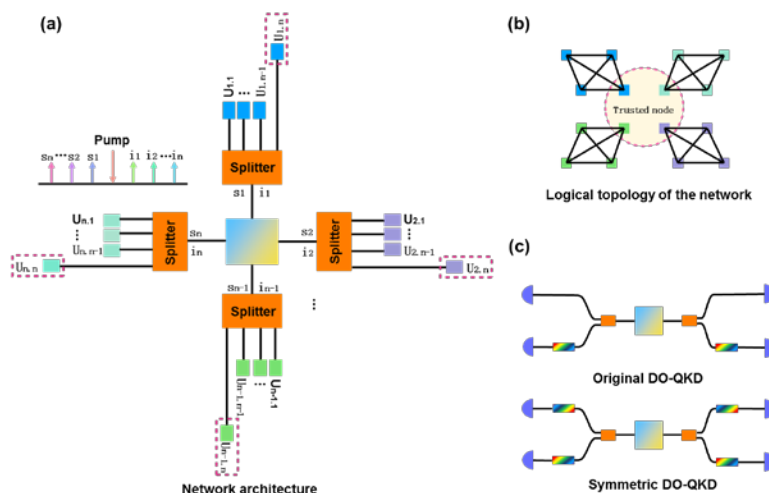 (a)
U1,n
U1,1 ··· U1,n-1
Pump
sn ··· s2 s1 i1 i2 ··· in
Splitter
s1 i1
Un,1
⋮
Un,n-1
Un,n
Splitter
sn
in
s2
i2
Splitter
U2,1
⋮
U2,n-1
U2,n
sn-1 in-1
Splitter
⋮
Un-1,n-1 ··· Un-1,1
Un-1,n
Network architecture
(b)
Trusted node
Logical topology of the network
(c)
Original DO-QKD
Symmetric DO-QKD